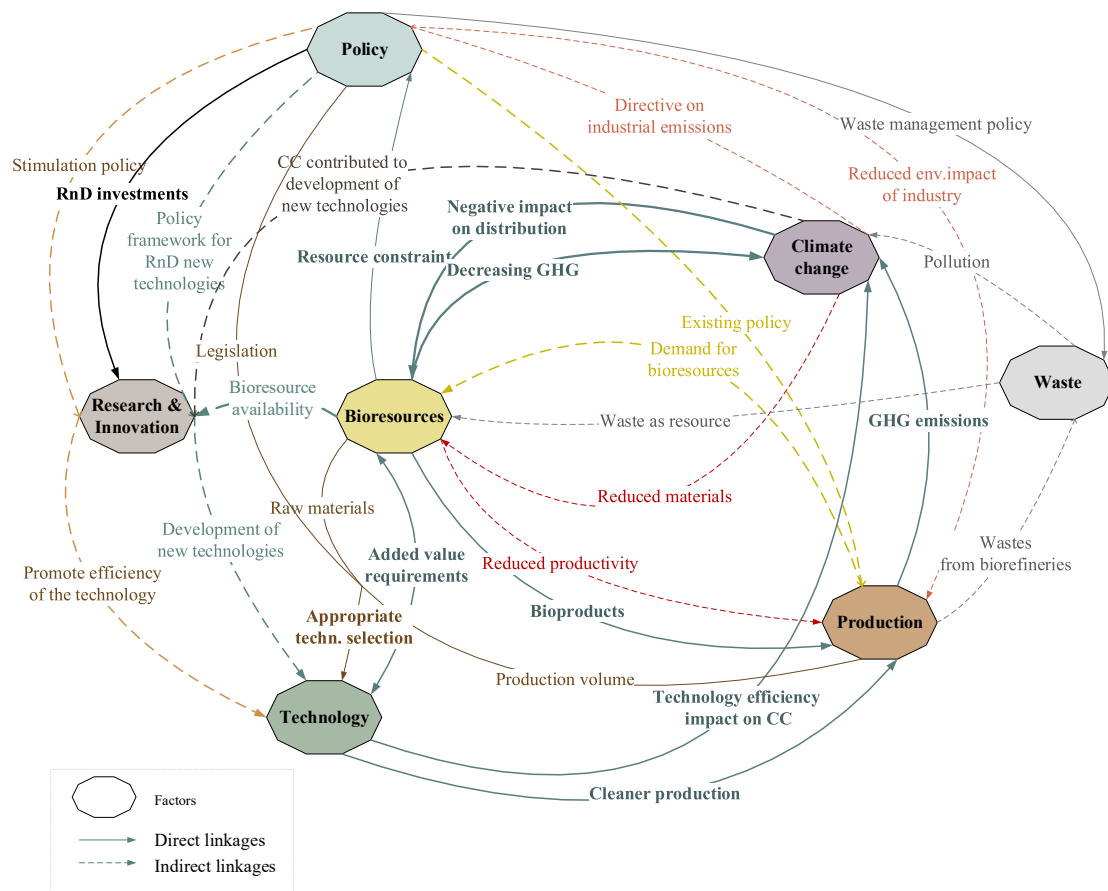 Policy
Directive on
industrial emissions
Waste management policy
Stimulation policy
RnD investments
CC contributed to
development of
new technologies
Reduced env.impact
of industry
Policy
framework for
RnD new
technologies
Negative impact
on distribution
Resource constraint
Decreasing GHG
Climate
change
Pollution
Existing policy
Legislation
Demand for
bioresources
Research &
Innovation
Bioresource
availability
Bioresources
Waste
Waste as resource
GHG emissions
Reduced materials
Raw materials
Development of
new technologies
Added value
requirements
Reduced productivity
Wastes
from biorefineries
Promote efficiency
of the technology
Bioproducts
Production
Appropriate
techn. selection
Production volume
Technology efficiency
impact on CC
Technology
Cleaner production
Factors
Direct linkages
Indirect linkages